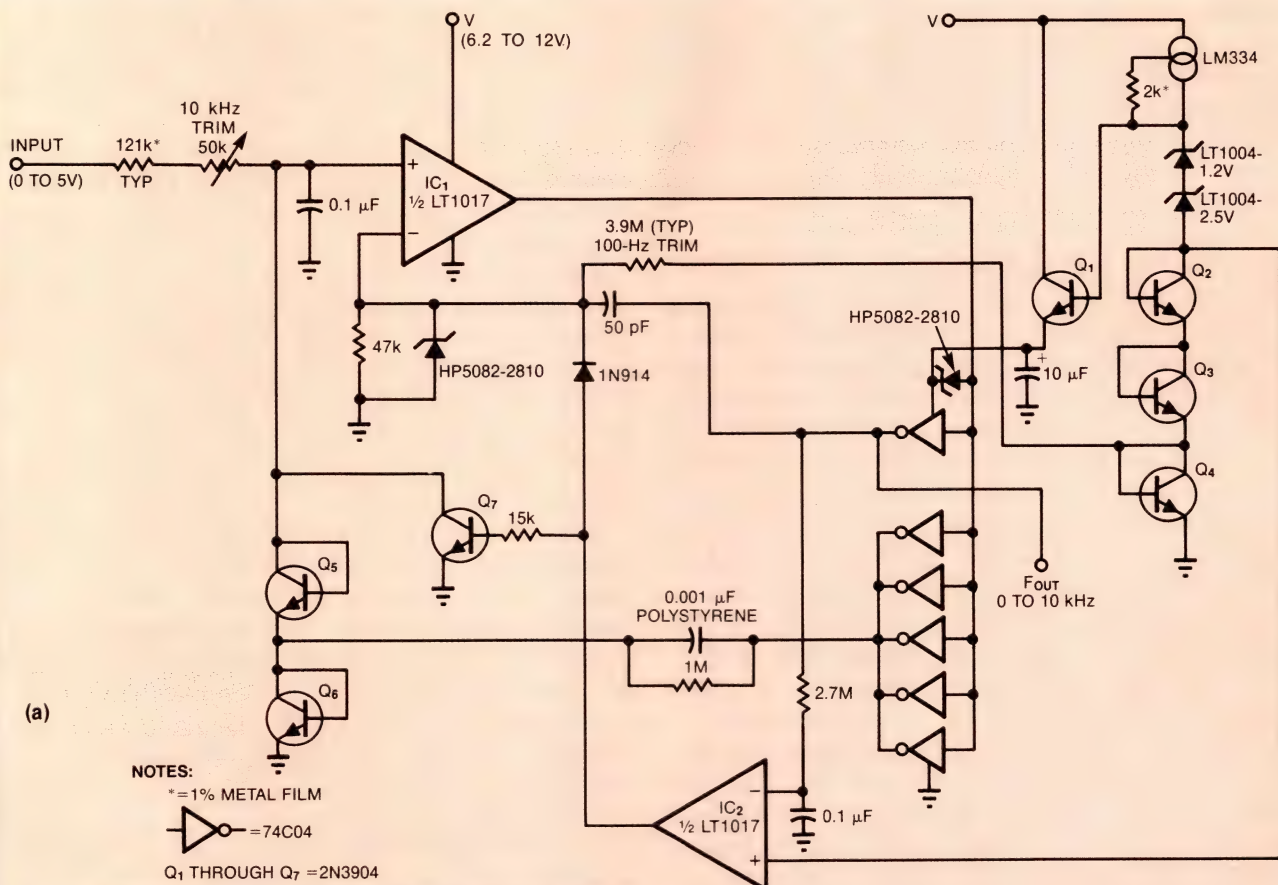 V
(6.2 TO 12V)
V
LM334
2k*
10 kHz
TRIM
50k
INPUT
121k*
(0 TO 5V)
TYP
+
IC₁
½ LT1017
−
0.1 µF
LT1004-
1.2V
LT1004-
2.5V
3.9M (TYP)
100-Hz TRIM
Q₁
Q₂
50 pF
HP5082-2810
47k
HP5082-2810
1N914
+
10 µF
Q₃
Q₄
Q₇
15k
Q₅
FOUT
0 TO 10 kHz
0.001 µF
POLYSTYRENE
1M
2.7M
Q₆
(a)
NOTES:
*=1% METAL FILM
=74C04
Q₁ THROUGH Q₇ =2N3904
IC₂
½ LT1017
−
0.1 µF
+